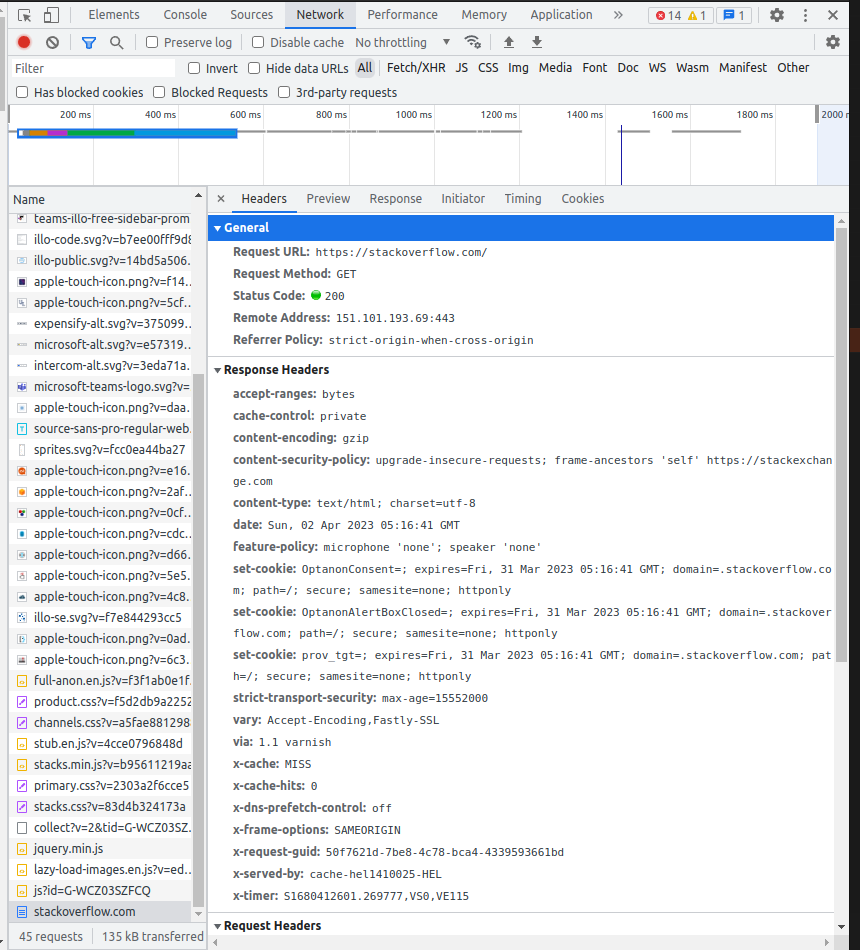 Elements Console Sources Network Performance Memory Application » 14 1 1
Preserve log Disable cache No throttling
Filter Invert Hide data URLs All Fetch/XHR JS CSS Img Media Font Doc WS Wasm Manifest Other
Has blocked cookies Blocked Requests 3rd-party requests
200 ms 400 ms 600 ms 800 ms 1000 ms 1200 ms 1400 ms 1600 ms 1800 ms 2000 m
Name
teams-illo-free-sidebar-prom
illo-code.svg?v=b7ee00fff9d8
illo-public.svg?v=14bd5a506.
apple-touch-icon.png?v=f14..
apple-touch-icon.png?v=5cf..
expensify-alt.svg?v=375099..
microsoft-alt.svg?v=e57319..
intercom-alt.svg?v=3eda71a.
microsoft-teams-logo.svg?v=
apple-touch-icon.png?v=daa..
source-sans-pro-regular-web.
sprites.svg?v=fcc0ea44ba27
apple-touch-icon.png?v=e16.
apple-touch-icon.png?v=2af..
apple-touch-icon.png?v=0cf..
apple-touch-icon.png?v=cdc..
apple-touch-icon.png?v=d66.
apple-touch-icon.png?v=5e5.
apple-touch-icon.png?v=4c8.
illo-se.svg?v=f7e844293cc5
apple-touch-icon.png?v=0ad.
apple-touch-icon.png?v=6c3.
full-anon.en.js?v=f3f1ab0e1f
product.css?v=f5d2db9a2252
channels.css?v=a5fae881298
stub.en.js?v=4cce0796848d
stacks.min.js?v=b95611219aa
primary.css?v=2303a2f6cce5
stacks.css?v=83d4b324173a
collect?v=2&tid=G-WCZ03SZ.
jquery.min.js
lazy-load-images.en.js?v=ed..
js?id=G-WCZ03SZFCQ
stackoverflow.com
45 requests 135 kB transferred
Headers Preview Response Initiator Timing Cookies
General
Request URL: https://stackoverflow.com/
Request Method: GET
Status Code: 200
Remote Address: 151.101.193.69:443
Referrer Policy: strict-origin-when-cross-origin
Response Headers
accept-ranges: bytes
cache-control: private
content-encoding: gzip
content-security-policy: upgrade-insecure-requests; frame-ancestors 'self' https://stackexchan
ge.com
content-type: text/html; charset=utf-8
date: Sun, 02 Apr 2023 05:16:41 GMT
feature-policy: microphone 'none'; speaker 'none'
set-cookie: OptanonConsent=; expires=Fri, 31 Mar 2023 05:16:41 GMT; domain=.stackoverflow.co
m; path=/; secure; samesite=none; httponly
set-cookie: OptanonAlertBoxClosed=; expires=Fri, 31 Mar 2023 05:16:41 GMT; domain=.stackover
flow.com; path=/; secure; samesite=none; httponly
set-cookie: prov_tgt=; expires=Fri, 31 Mar 2023 05:16:41 GMT; domain=.stackoverflow.com; pat
h=/; secure; samesite=none; httponly
strict-transport-security: max-age=15552000
vary: Accept-Encoding,Fastly-SSL
via: 1.1 varnish
x-cache: MISS
x-cache-hits: 0
x-dns-prefetch-control: off
x-frame-options: SAMEORIGIN
x-request-guid: 50f7621d-7be8-4c78-bca4-4339593661bd
x-served-by: cache-hel1410025-HEL
x-timer: S1680412601.269777,VS0,VE115
Request Headers